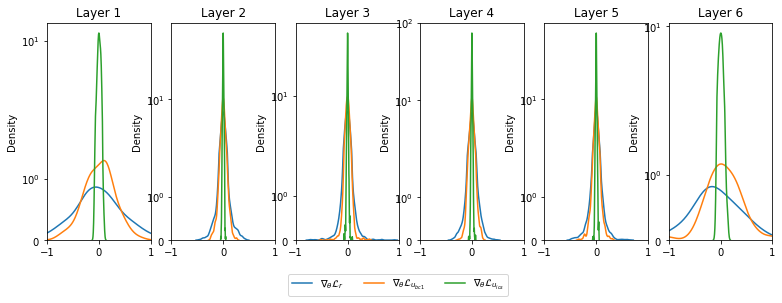 Layer 1 Layer 2 Layer 3 Layer 4 Layer 5 Layer 6
Density Density Density Density Density Density
10¹ 10¹ 10¹ 10² 10¹ 10¹
10⁰ 10⁰ 10⁰ 10¹ 10⁰ 10⁰
0 0 0 10⁰ 0 0
0
−1 0 1 −1 0 1 −1 0 1 −1 0 1 −1 0 1 −1 0 1
∇θℒr ∇θℒu_bc1 ∇θℒu_ics